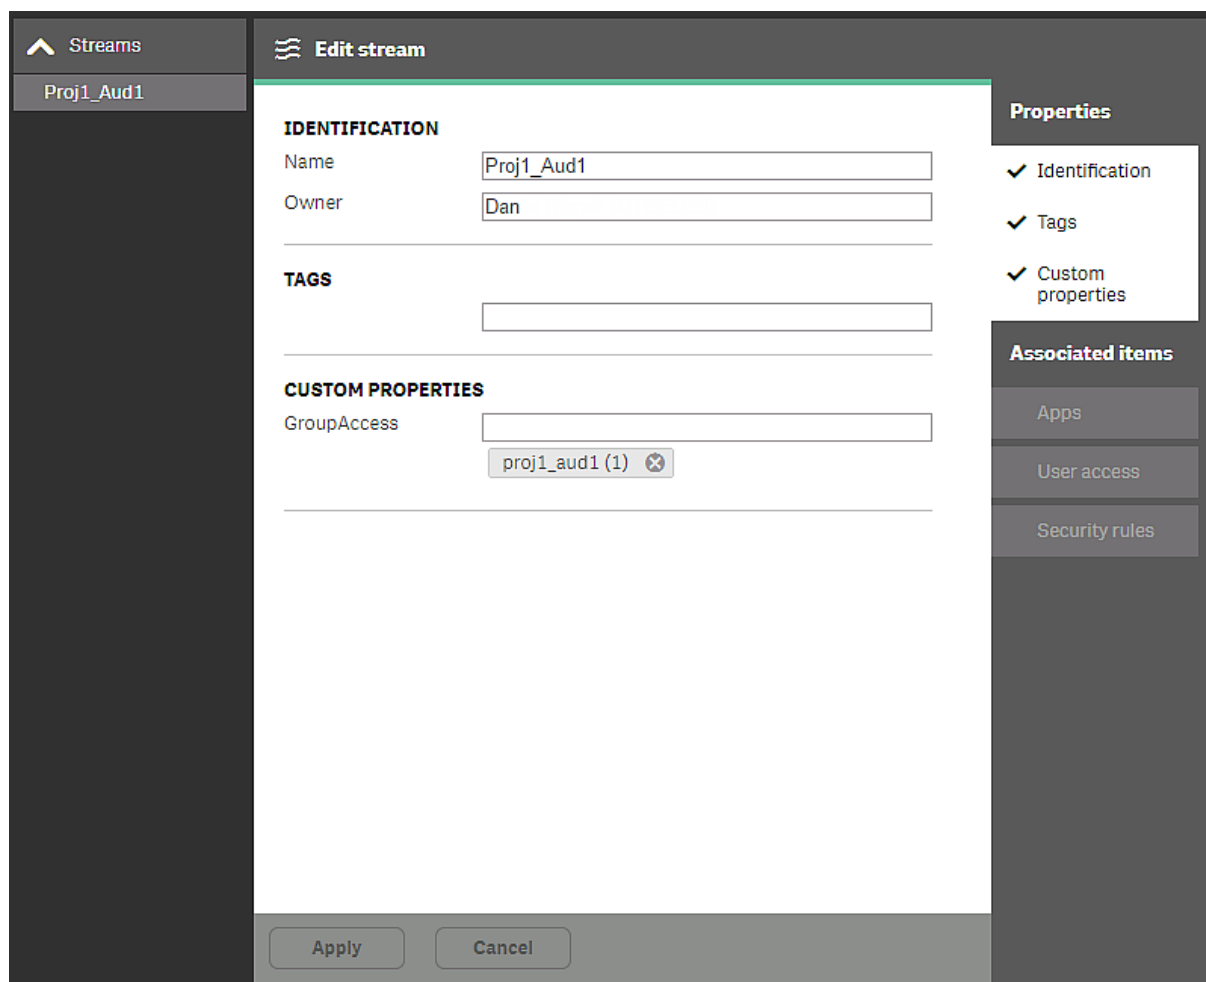 Streams
Proj1_Aud1
Edit stream
IDENTIFICATION
Name
Proj1_Aud1
Owner
Dan
TAGS
CUSTOM PROPERTIES
GroupAccess
proj1_aud1 (1)
Apply
Cancel
Properties
Identification
Tags
Custom
properties
Associated items
Apps
User access
Security rules